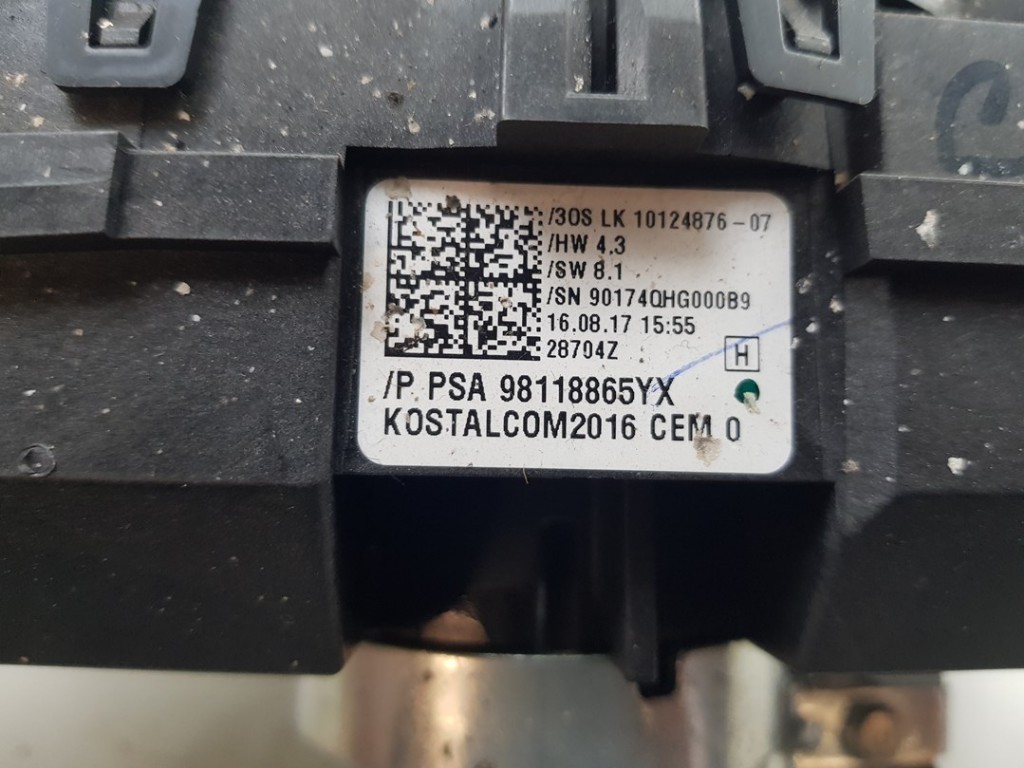 /30S LK 10124876-07
/HW 4.3
/SW 8.1
/SN 90174QHG000B9
16.08.17 15:55
28704Z
H
/P PSA 98118865YX
KOSTALCOM2016 CEM 0